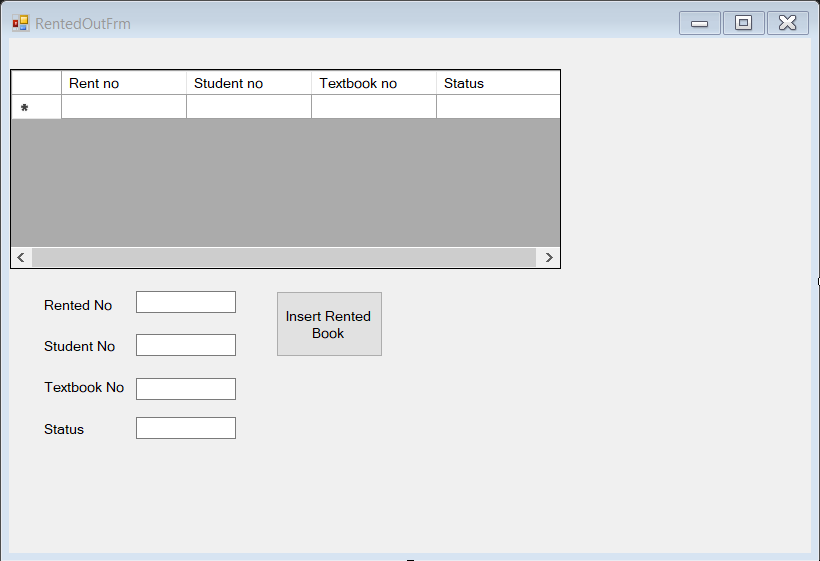 RentedOutFrm
Rent no Student no Textbook no Status
*
Rented No
Insert Rented
Book
Student No
Textbook No
Status